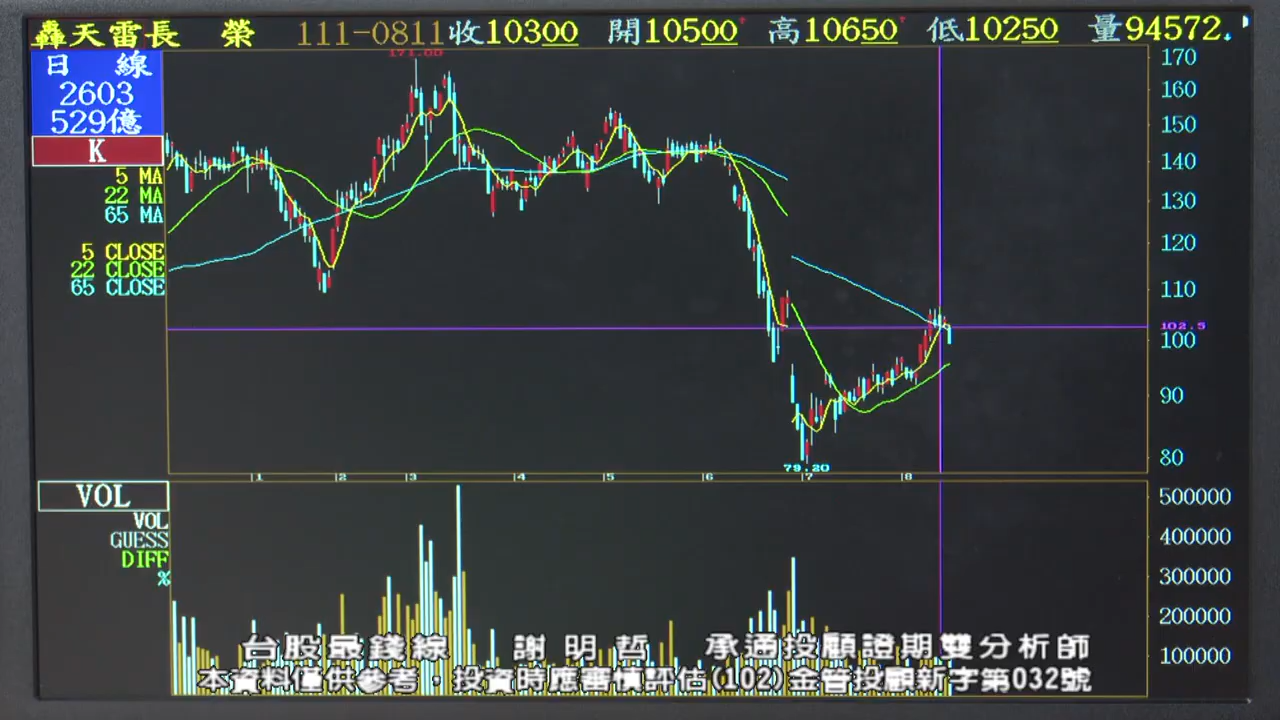 轟天雷長 榮 111-0811收10300 開10500 高10650 低10250 量94572
日 線
2603
529億
K
5 MA
22 MA
65 MA
5 CLOSE
22 CLOSE
65 CLOSE
171.00
170
160
150
140
130
120
110
102.5
100
90
80
79.20
1 2 3 4 5 6 7 8
VOL
VOL
GUESS
DIFF
%
500000
400000
300000
200000
100000
台股最錢線 謝明哲 承通投顧證期雙分析師
本資料僅供參考，投資時應審慎評估(102)金管投顧新字第032號